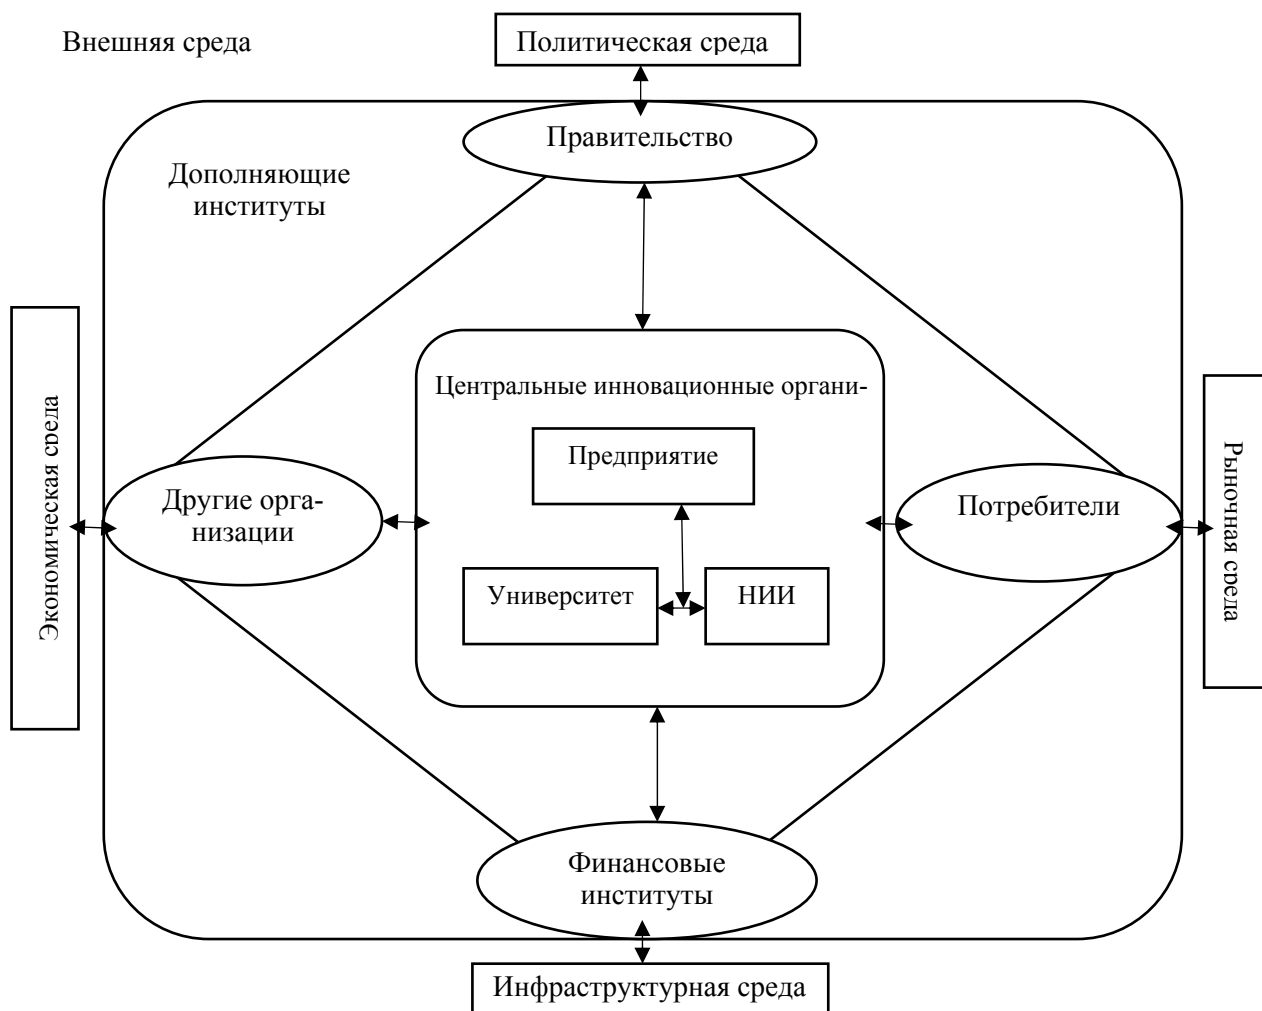 Внешняя среда
Политическая среда
Правительство
Дополняющие
институты
Центральные инновационные органи-
Предприятие
Экономическая среда
Рыночная среда
Другие орга-
низации
Потребители
Университет
НИИ
Финансовые
институты
Инфраструктурная среда